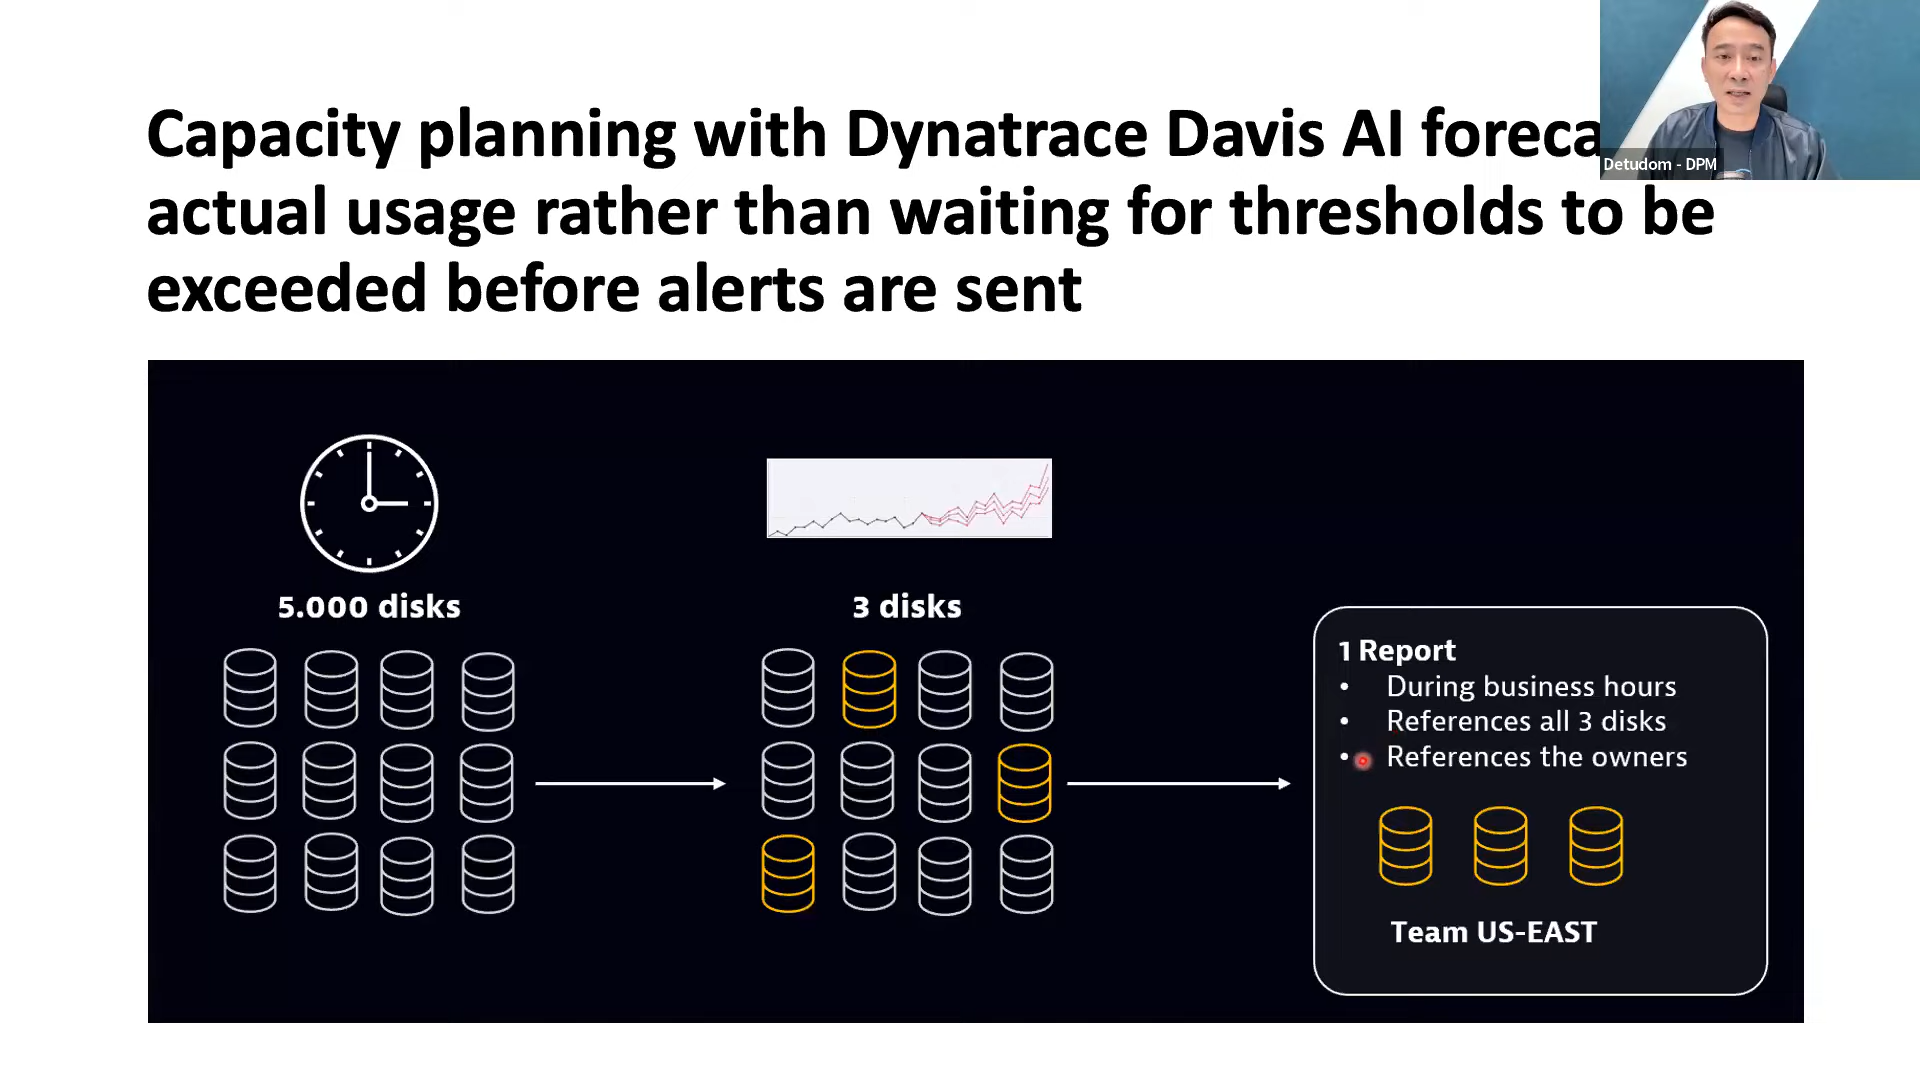 Capacity planning with Dynatrace Davis AI foreca
actual usage rather than waiting for thresholds to be
exceeded before alerts are sent
Detudom - DPM
5.000 disks
3 disks
1 Report
• During business hours
• References all 3 disks
• References the owners
Team US-EAST